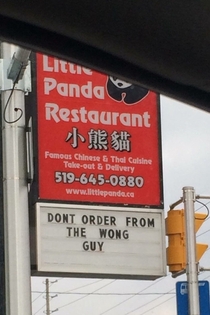 Little
Panda
Restaurant
小熊貓
Famous Chinese & Thai Cuisine
Take-out & Delivery
519-645-0880
www.littlepanda.ca
DONT ORDER FROM
THE WONG
GUY